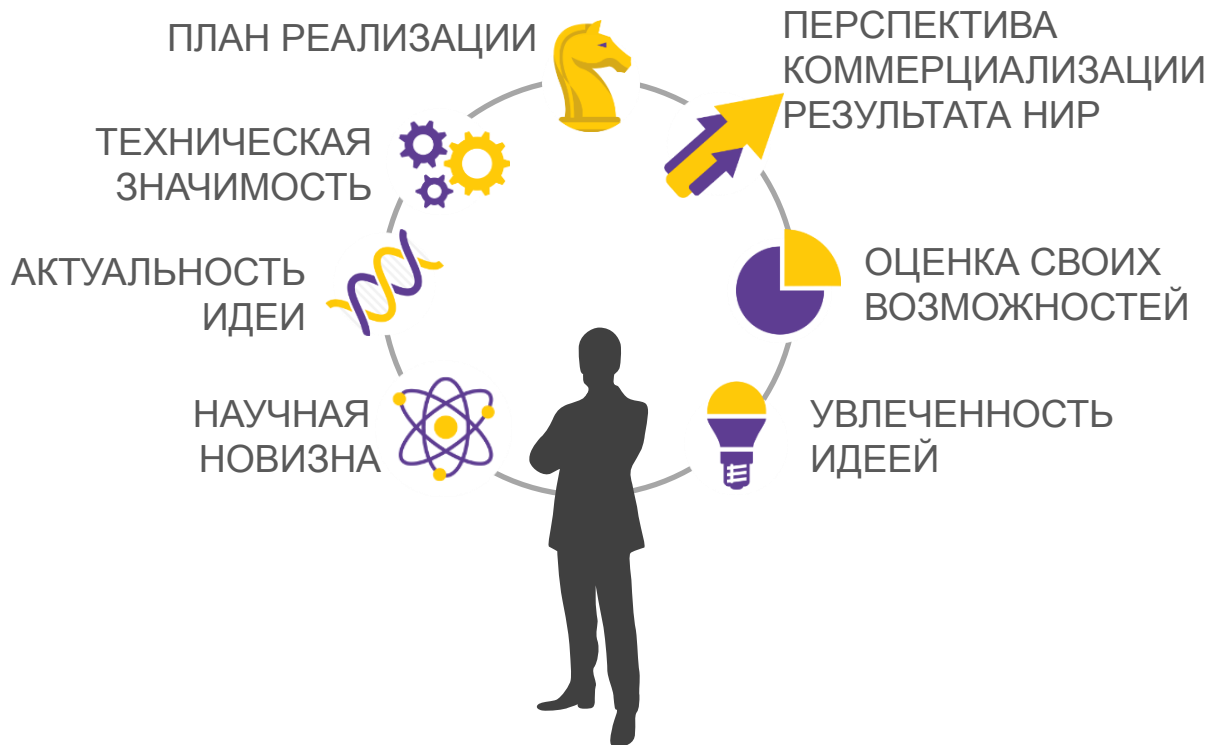 ПЛАН РЕАЛИЗАЦИИ
ПЕРСПЕКТИВА
КОММЕРЦИАЛИЗАЦИИ
РЕЗУЛЬТАТА НИР
ТЕХНИЧЕСКАЯ
ЗНАЧИМОСТЬ
АКТУАЛЬНОСТЬ
ИДЕИ
ОЦЕНКА СВОИХ
ВОЗМОЖНОСТЕЙ
НАУЧНАЯ
НОВИЗНА
УВЛЕЧЕННОСТЬ
ИДЕЕЙ